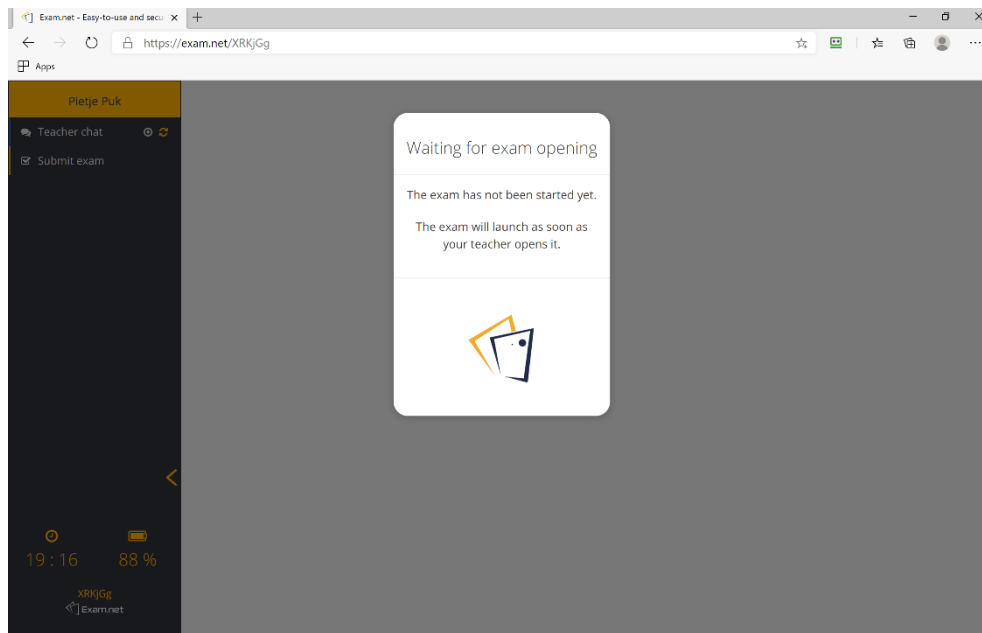 Exam.net - Easy-to-use and secu
https://exam.net/XRKjGg
Apps
Pietje Puk
Teacher chat
Submit exam
Waiting for exam opening
The exam has not been started yet.
The exam will launch as soon as
your teacher opens it.
19 : 16
88 %
XRKjGg
Exam.net